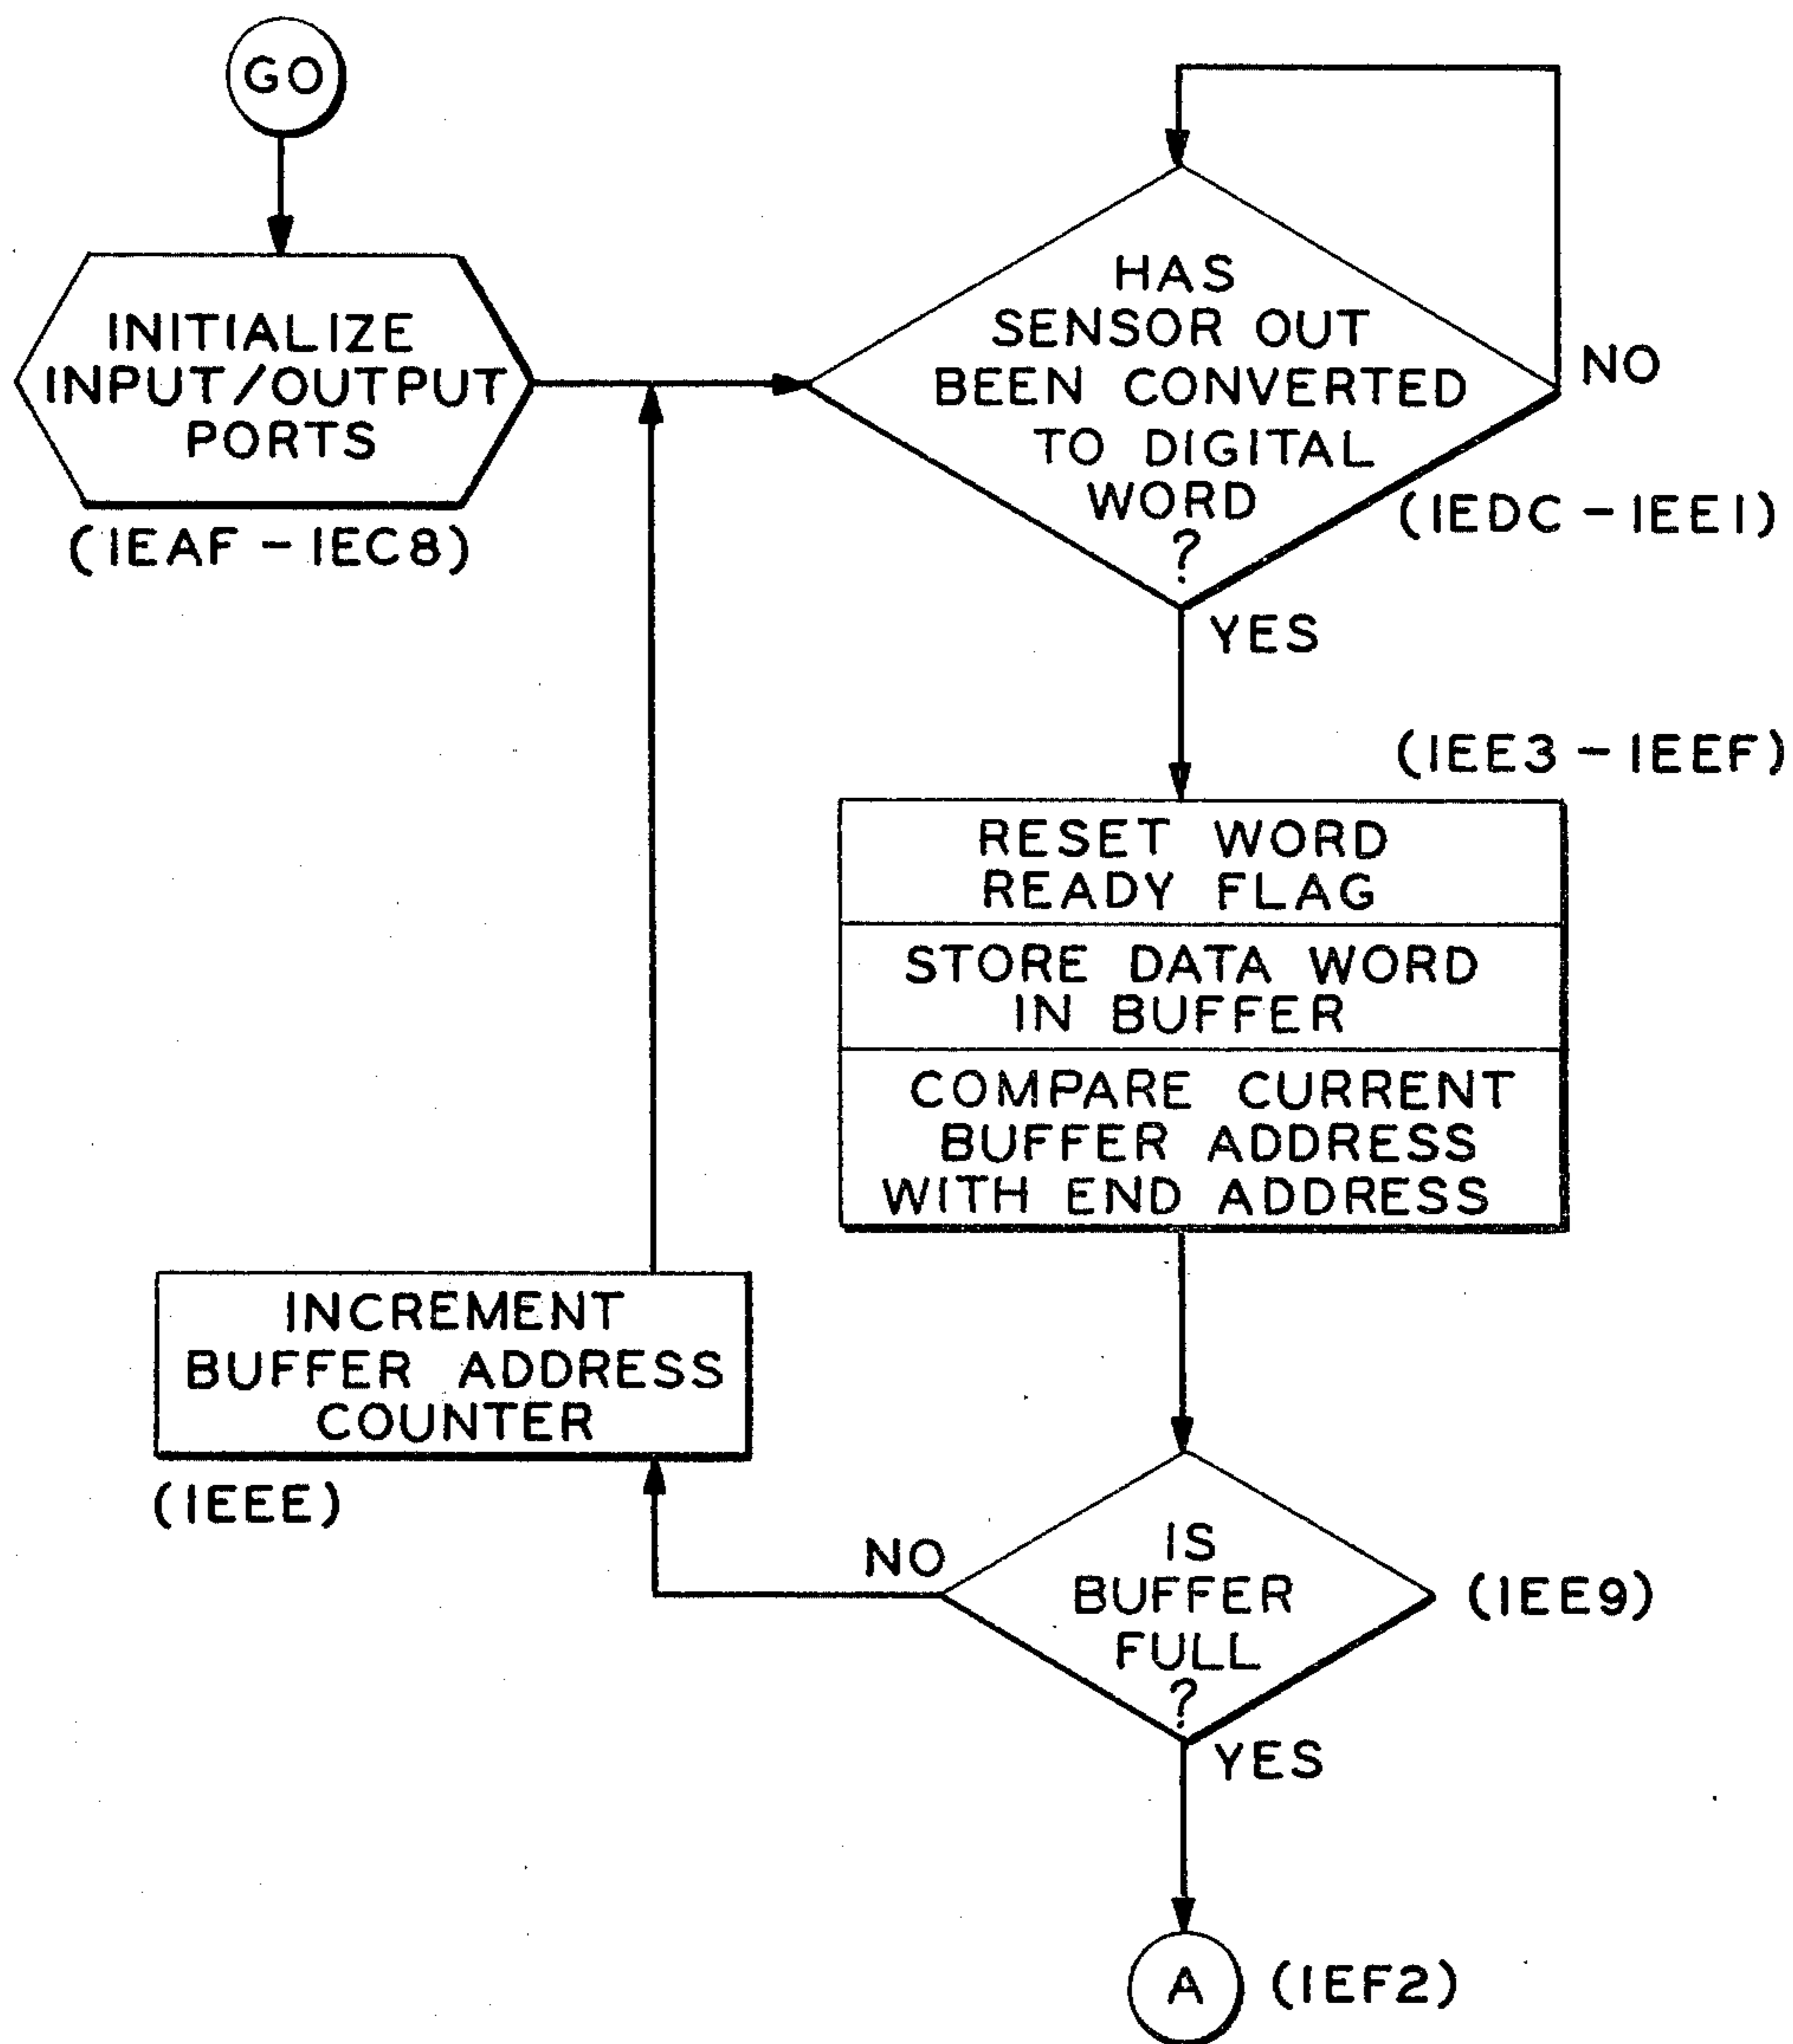 GO
INITIALIZE
INPUT/OUTPUT
PORTS
(IEAF - IEC8)
HAS
SENSOR OUT
BEEN CONVERTED
TO DIGITAL
WORD
?
NO
(IEDC - IEE1)
YES
(IEE3 - IEEF)
RESET WORD
READY FLAG
STORE DATA WORD
IN BUFFER
COMPARE CURRENT
BUFFER ADDRESS
WITH END ADDRESS
INCREMENT
BUFFER ADDRESS
COUNTER
(IEEE)
NO
IS
BUFFER
FULL
?
(IEE9)
YES
A
(IEF2)